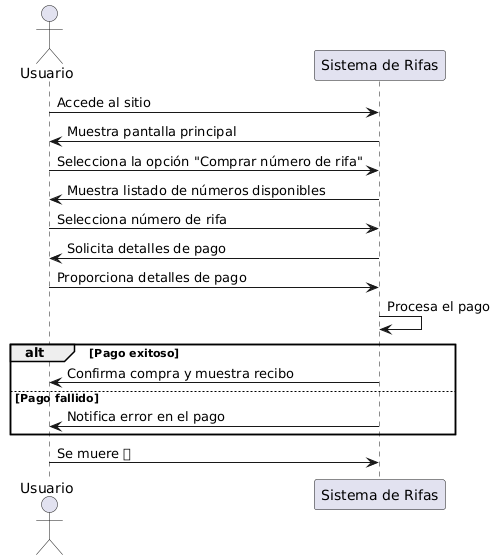 Usuario
Sistema de Rifas
Accede al sitio
Muestra pantalla principal
Selecciona la opción "Comprar número de rifa"
Muestra listado de números disponibles
Selecciona número de rifa
Solicita detalles de pago
Proporciona detalles de pago
Procesa el pago
alt [Pago exitoso]
Confirma compra y muestra recibo
[Pago fallido]
Notifica error en el pago
Se muere
Usuario
Sistema de Rifas